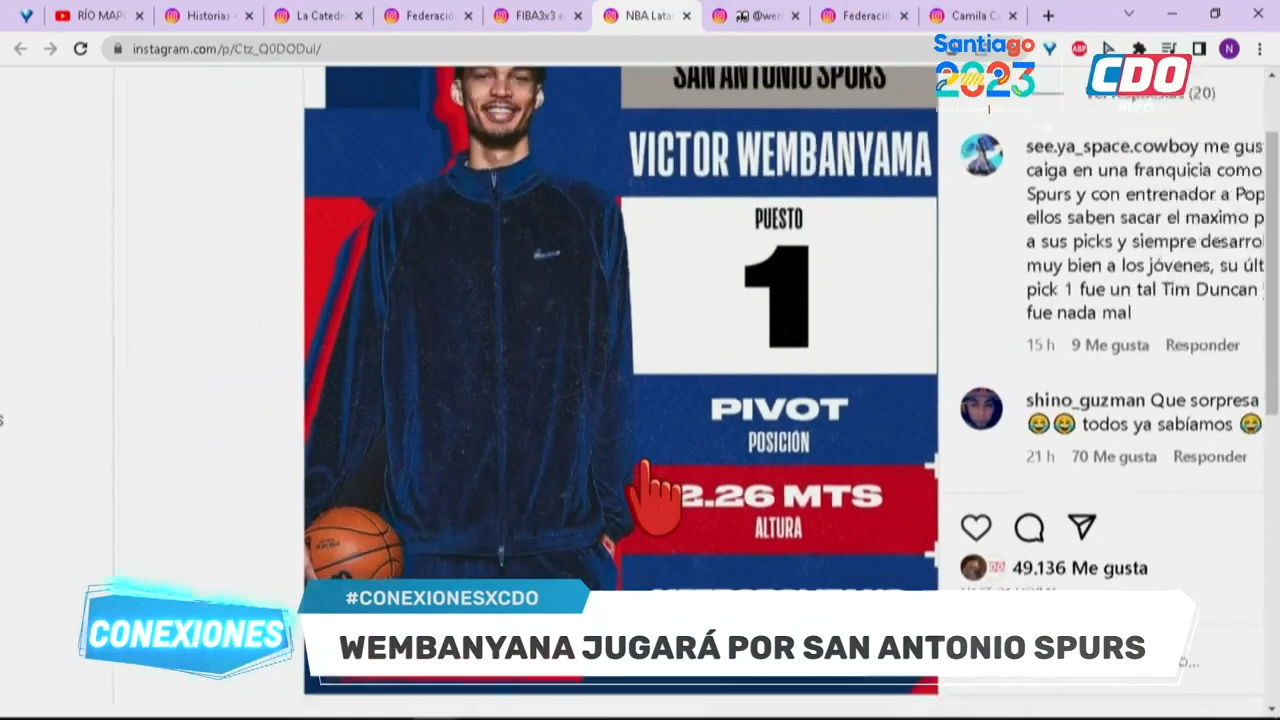 RÍO MAP
Historias
La Catedr
Federació
FIBA3x3 e
NBA Lata
@wer
Federació
Camila C
instagram.com/p/Ctz_Q0DODul/
ABP
N
Santiago
2023
CDO
SAN ANTONIO SPURS
VICTOR WEMBANYAMA
PUESTO
1
PIVOT
POSICIÓN
2.26 MTS
ALTURA
(20)
see.ya_space.cowboy me gus
caiga en una franquicia como
Spurs y con entrenador a Pop
ellos saben sacar el maximo p
a sus picks y siempre desarrol
muy bien a los jóvenes, su últ
pick 1 fue un tal Tim Duncan
fue nada mal
15 h 9 Me gusta Responder
shino_guzman Que sorpresa
😂😂 todos ya sabíamos 😂
21 h 70 Me gusta Responder
49.136 Me gusta
#CONEXIONESXCDO
CONEXIONES
WEMBANYANA JUGARÁ POR SAN ANTONIO SPURS